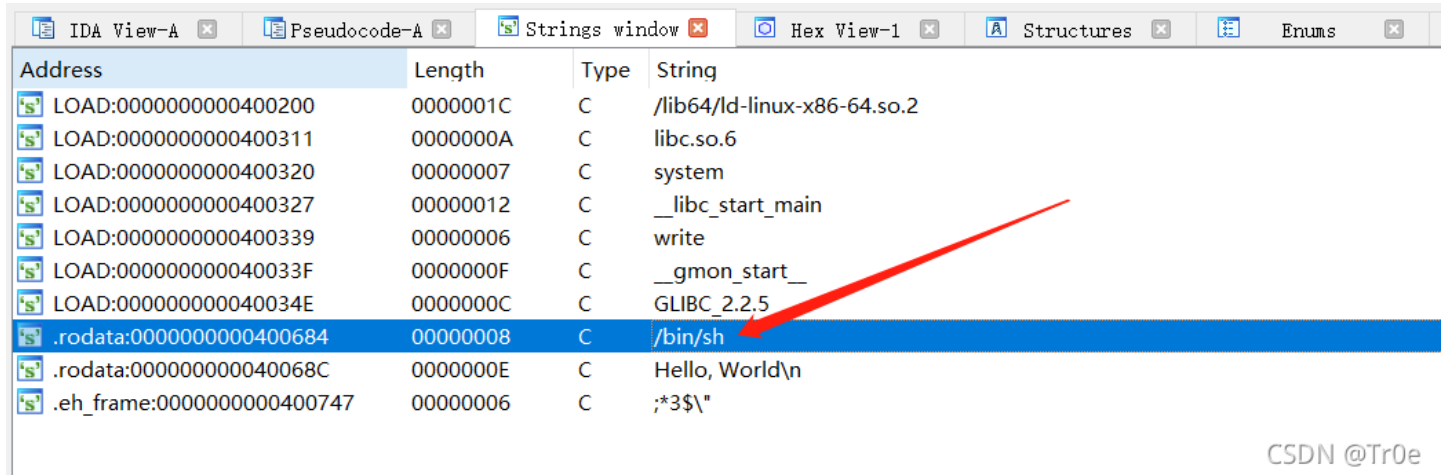 IDA View-A Pseudocode-A Strings window Hex View-1 Structures Enums
Address Length Type String
LOAD:0000000000400200 0000001C C /lib64/ld-linux-x86-64.so.2
LOAD:0000000000400311 0000000A C libc.so.6
LOAD:0000000000400320 00000007 C system
LOAD:0000000000400327 00000012 C __libc_start_main
LOAD:0000000000400339 00000006 C write
LOAD:000000000040033F 0000000F C __gmon_start__
LOAD:000000000040034E 0000000C C GLIBC_2.2.5
.rodata:0000000000400684 00000008 C /bin/sh
.rodata:000000000040068C 0000000E C Hello, World\n
.eh_frame:0000000000400747 00000006 C ;*3$\"
CSDN @Tr0e